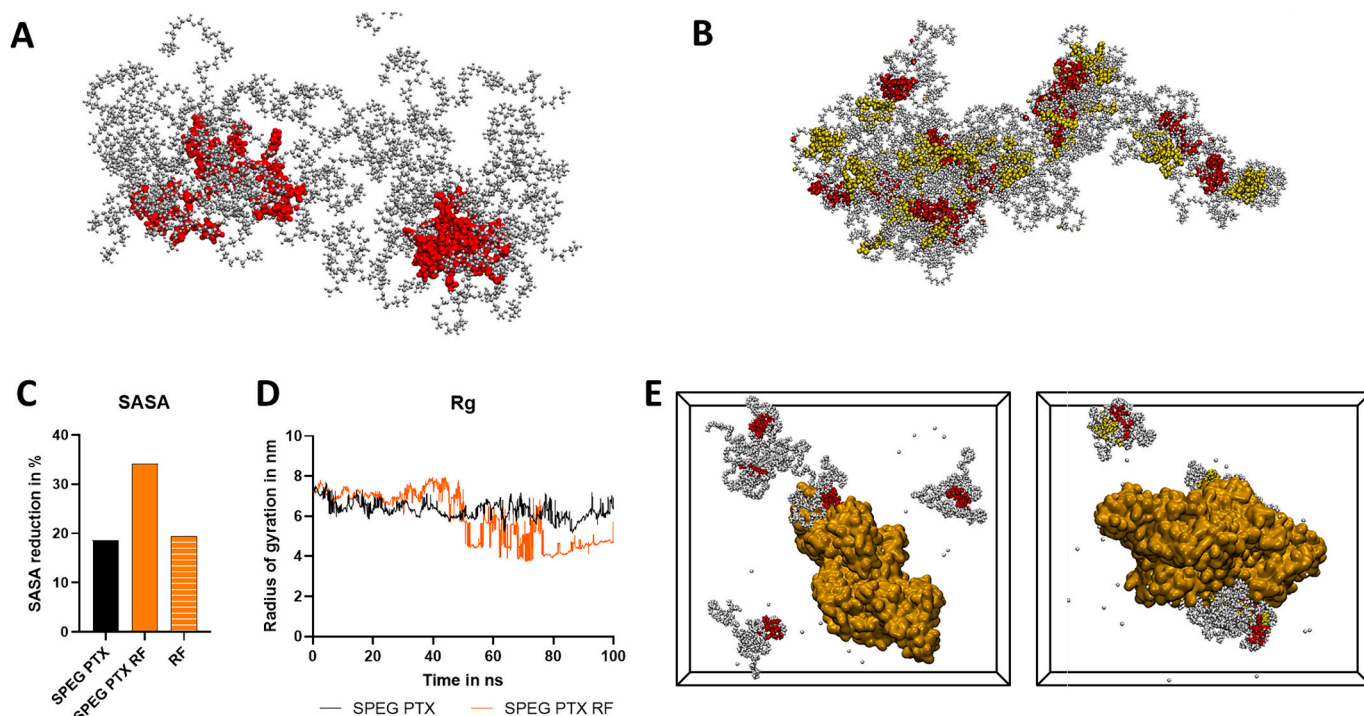 A
B
C
SASA
SASA reduction in %
40
30
20
10
0
SPEG PTX
SPEG PTX RF
RF
D
Rg
Radius of gyration in nm
10
8
6
4
2
0
0
20
40
60
80
100
Time in ns
SPEG PTX
SPEG PTX RF
E